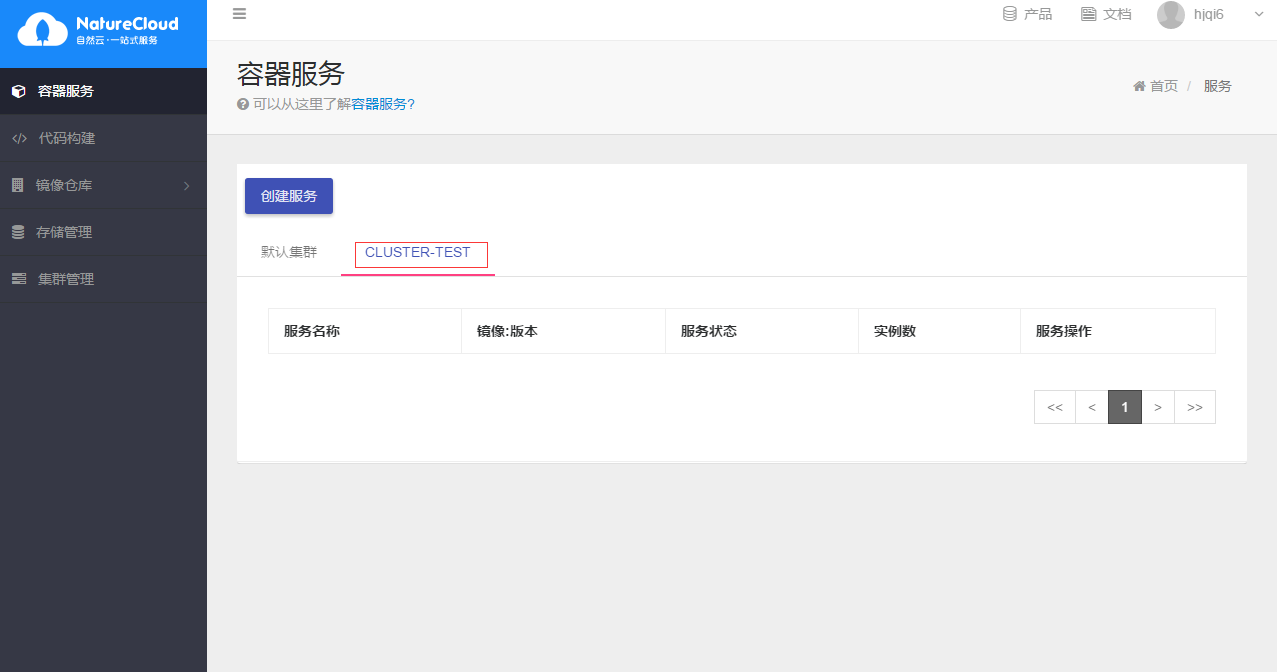 NatureCloud
自然云·一站式服务
产品
文档
hjqi6
容器服务
代码构建
镜像仓库
存储管理
集群管理
容器服务
可以从这里了解容器服务?
首页 / 服务
创建服务
默认集群
CLUSTER-TEST
服务名称
镜像:版本
服务状态
实例数
服务操作
<< < 1 > >>